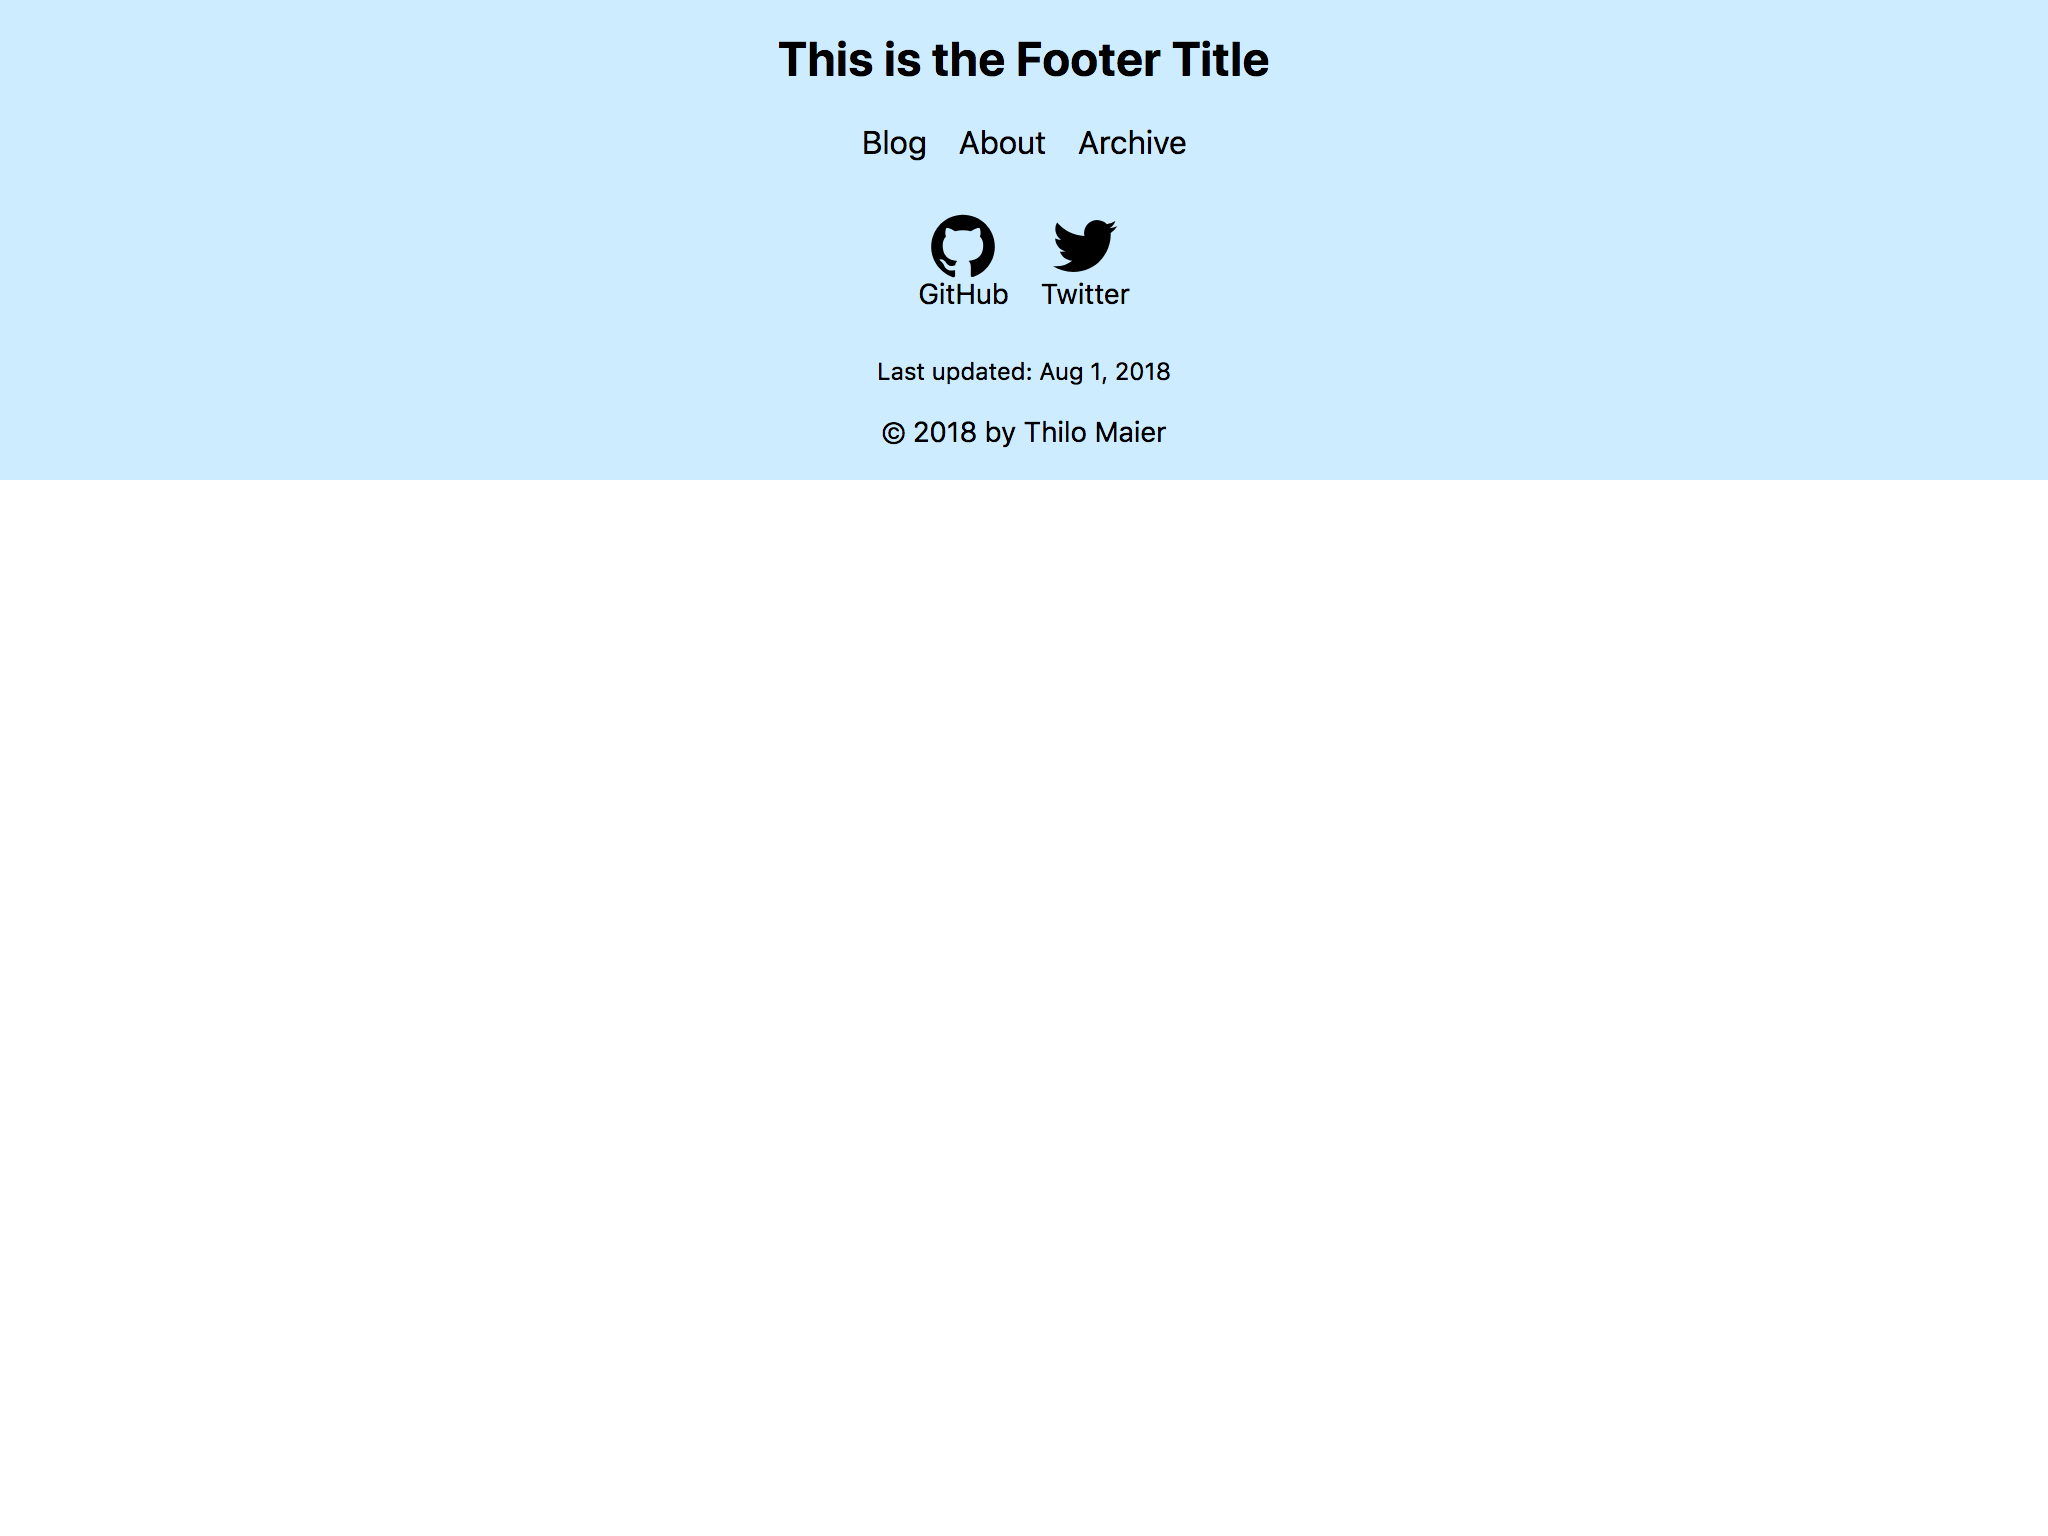 This is the Footer Title
Blog About Archive
GitHub Twitter
Last updated: Aug 1, 2018
© 2018 by Thilo Maier